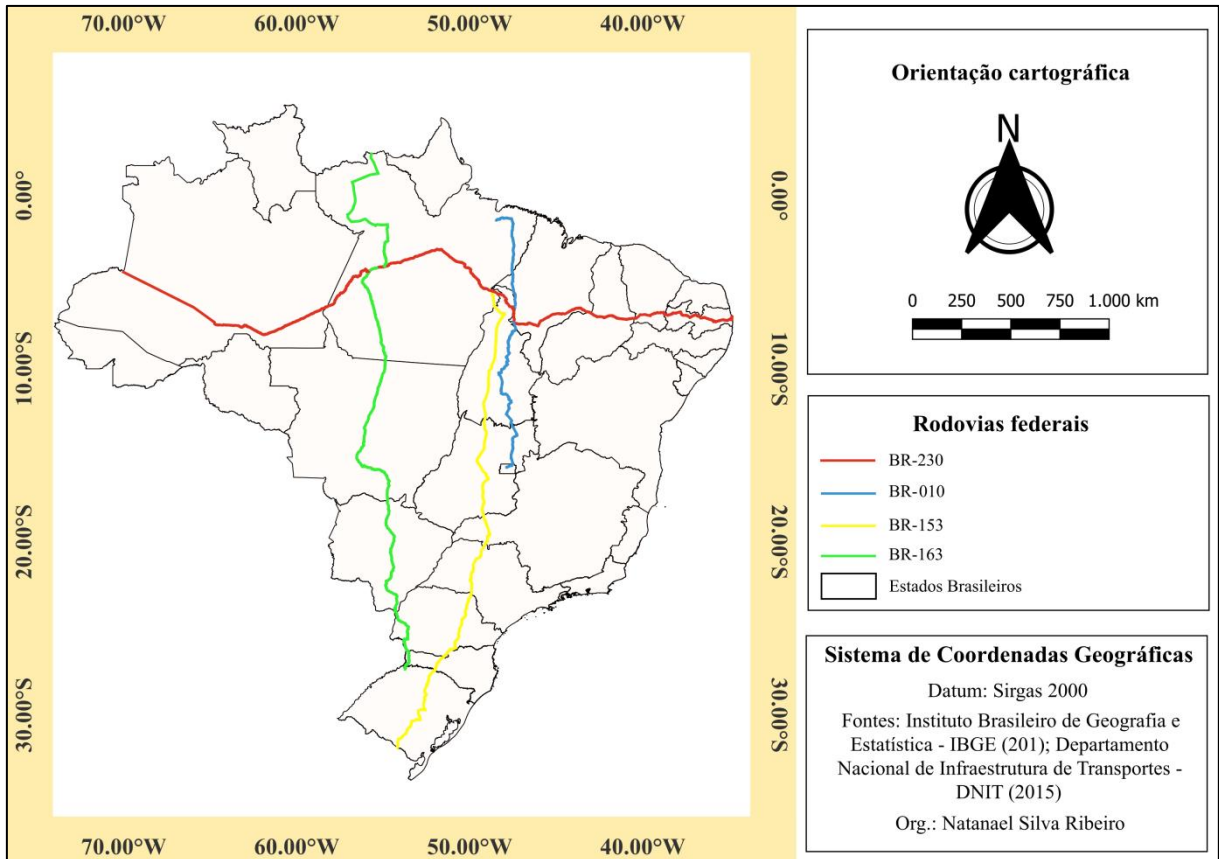 70.00°W 60.00°W 50.00°W 40.00°W
0.00°
10.00°S
20.00°S
30.00°S
0.00°
10.00°S
20.00°S
30.00°S
70.00°W 60.00°W 50.00°W 40.00°W
Orientação cartográfica
N
0 250 500 750 1.000 km
Rodovias federais
BR-230
BR-010
BR-153
BR-163
Estados Brasileiros
Sistema de Coordenadas Geográficas
Datum: Sirgas 2000
Fontes: Instituto Brasileiro de Geografia e
Estatística - IBGE (201); Departamento
Nacional de Infraestrutura de Transportes -
DNIT (2015)
Org.: Natanael Silva Ribeiro